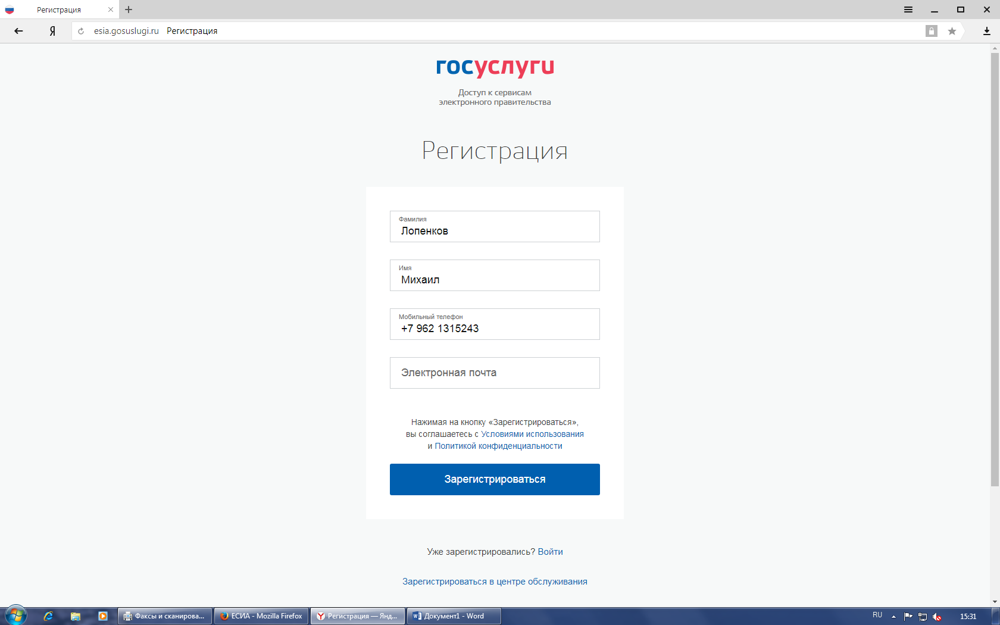 Регистрация
esia.gosuslugi.ru Регистрация
госуслуги
Доступ к сервисам
электронного правительства
Регистрация
Фамилия
Лопенков
Имя
Михаил
Мобильный телефон
+7 962 1315243
Электронная почта
Нажимая на кнопку «Зарегистрироваться»,
вы соглашаетесь с Условиями использования
и Политикой конфиденциальности
Зарегистрироваться
Уже зарегистрировались? Войти
Зарегистрироваться в центре обслуживания
Факсы и сканирова... ЕСИА - Mozilla Firefox Регистрация — Янд... Документ1 - Word RU 15:31